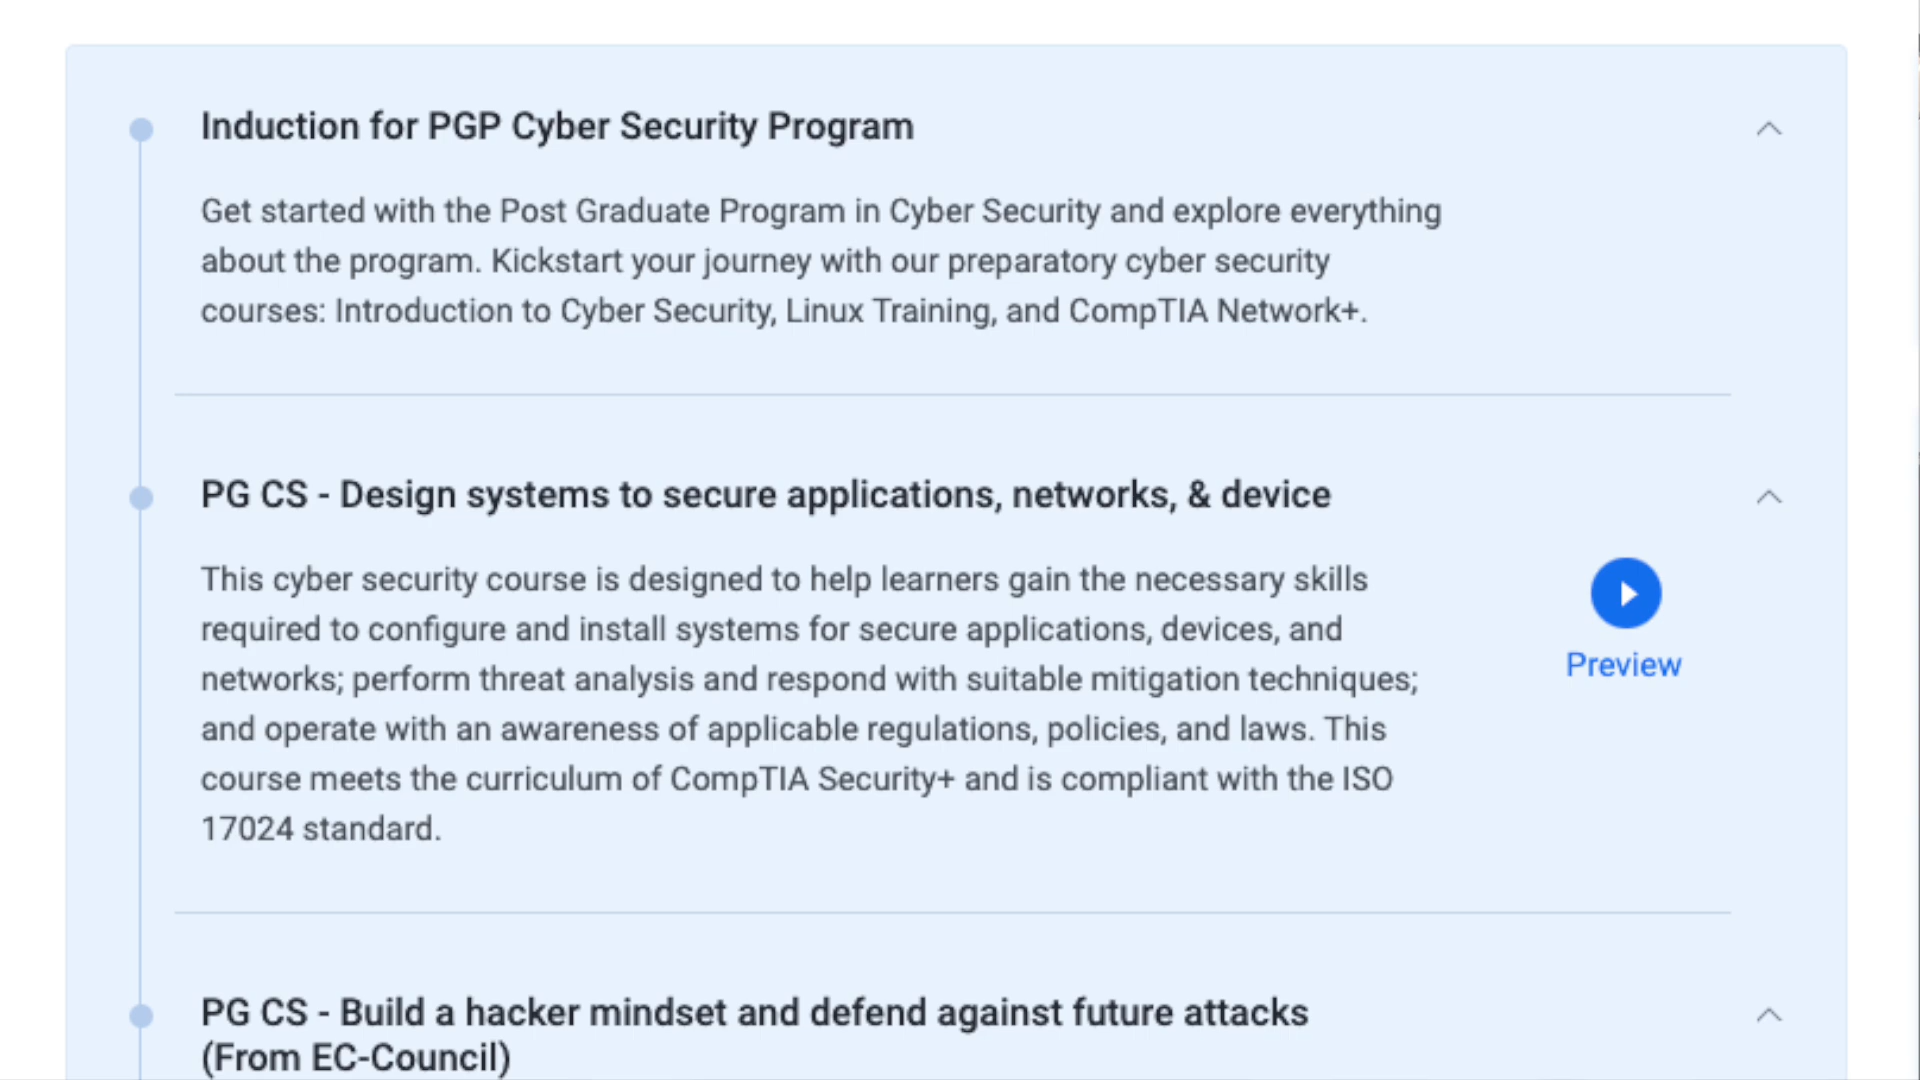 Induction for PGP Cyber Security Program
Get started with the Post Graduate Program in Cyber Security and explore everything
about the program. Kickstart your journey with our preparatory cyber security
courses: Introduction to Cyber Security, Linux Training, and CompTIA Network+.
PG CS - Design systems to secure applications, networks, & device
This cyber security course is designed to help learners gain the necessary skills
required to configure and install systems for secure applications, devices, and
networks; perform threat analysis and respond with suitable mitigation techniques;
and operate with an awareness of applicable regulations, policies, and laws. This
course meets the curriculum of CompTIA Security+ and is compliant with the ISO
17024 standard.
Preview
PG CS - Build a hacker mindset and defend against future attacks
(From EC-Council)